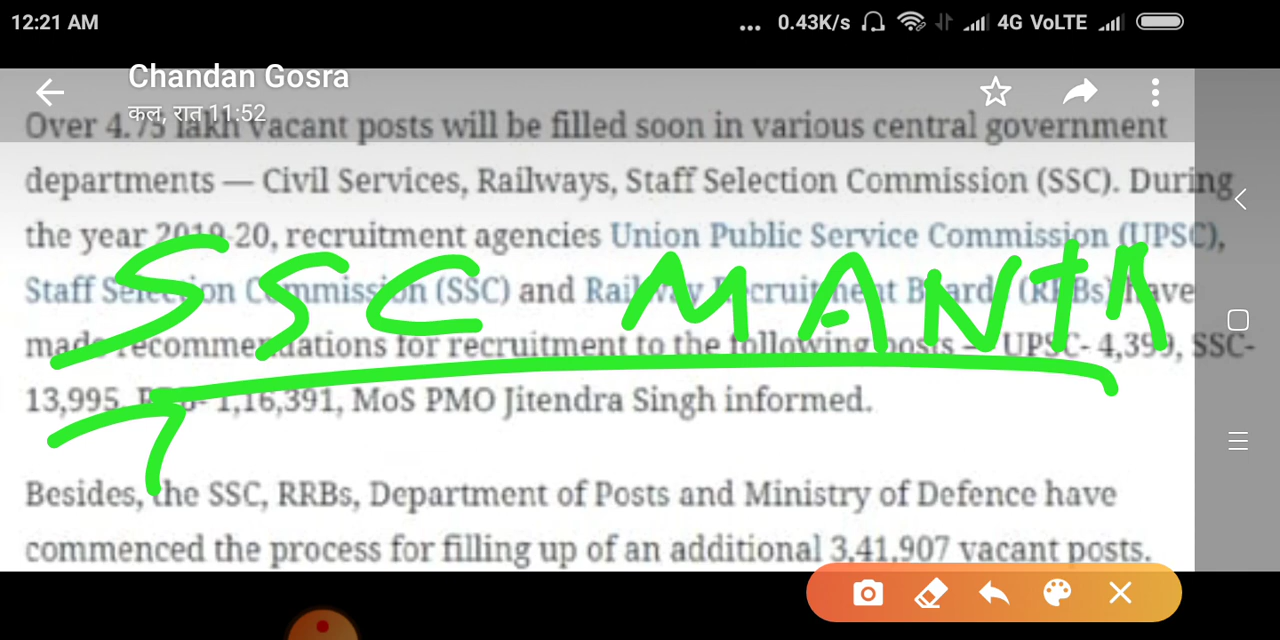 12:21 AM ... 0.43K/s 4G VoLTE
Chandan Gosra
कल, रात 11:52
Over 4.75 lakh vacant posts will be filled soon in various central government
departments — Civil Services, Railways, Staff Selection Commission (SSC). During
the year 2019-20, recruitment agencies Union Public Service Commission (UPSC),
Staff Selection Commission (SSC) and Railway Recruitment Boards (RRBs) have
SSC MANTR
made recommendations for recruitment to the following posts – UPSC- 4,399, SSC-
13,995, RRB- 1,16,391, MoS PMO Jitendra Singh informed.
Besides, the SSC, RRBs, Department of Posts and Ministry of Defence have
commenced the process for filling up of an additional 3,41,907 vacant posts.